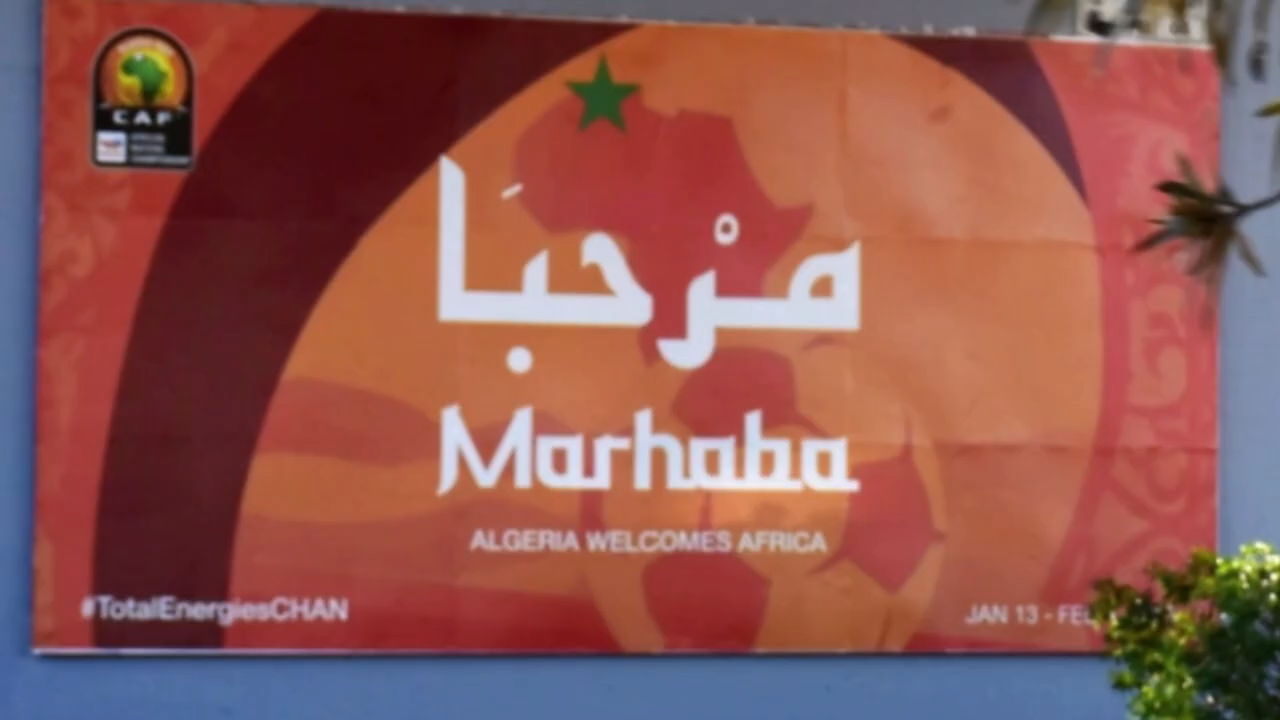 CAF
مَرْحبَا
Marhaba
ALGERIA WELCOMES AFRICA
#TotalEnergiesCHAN
JAN 13 -